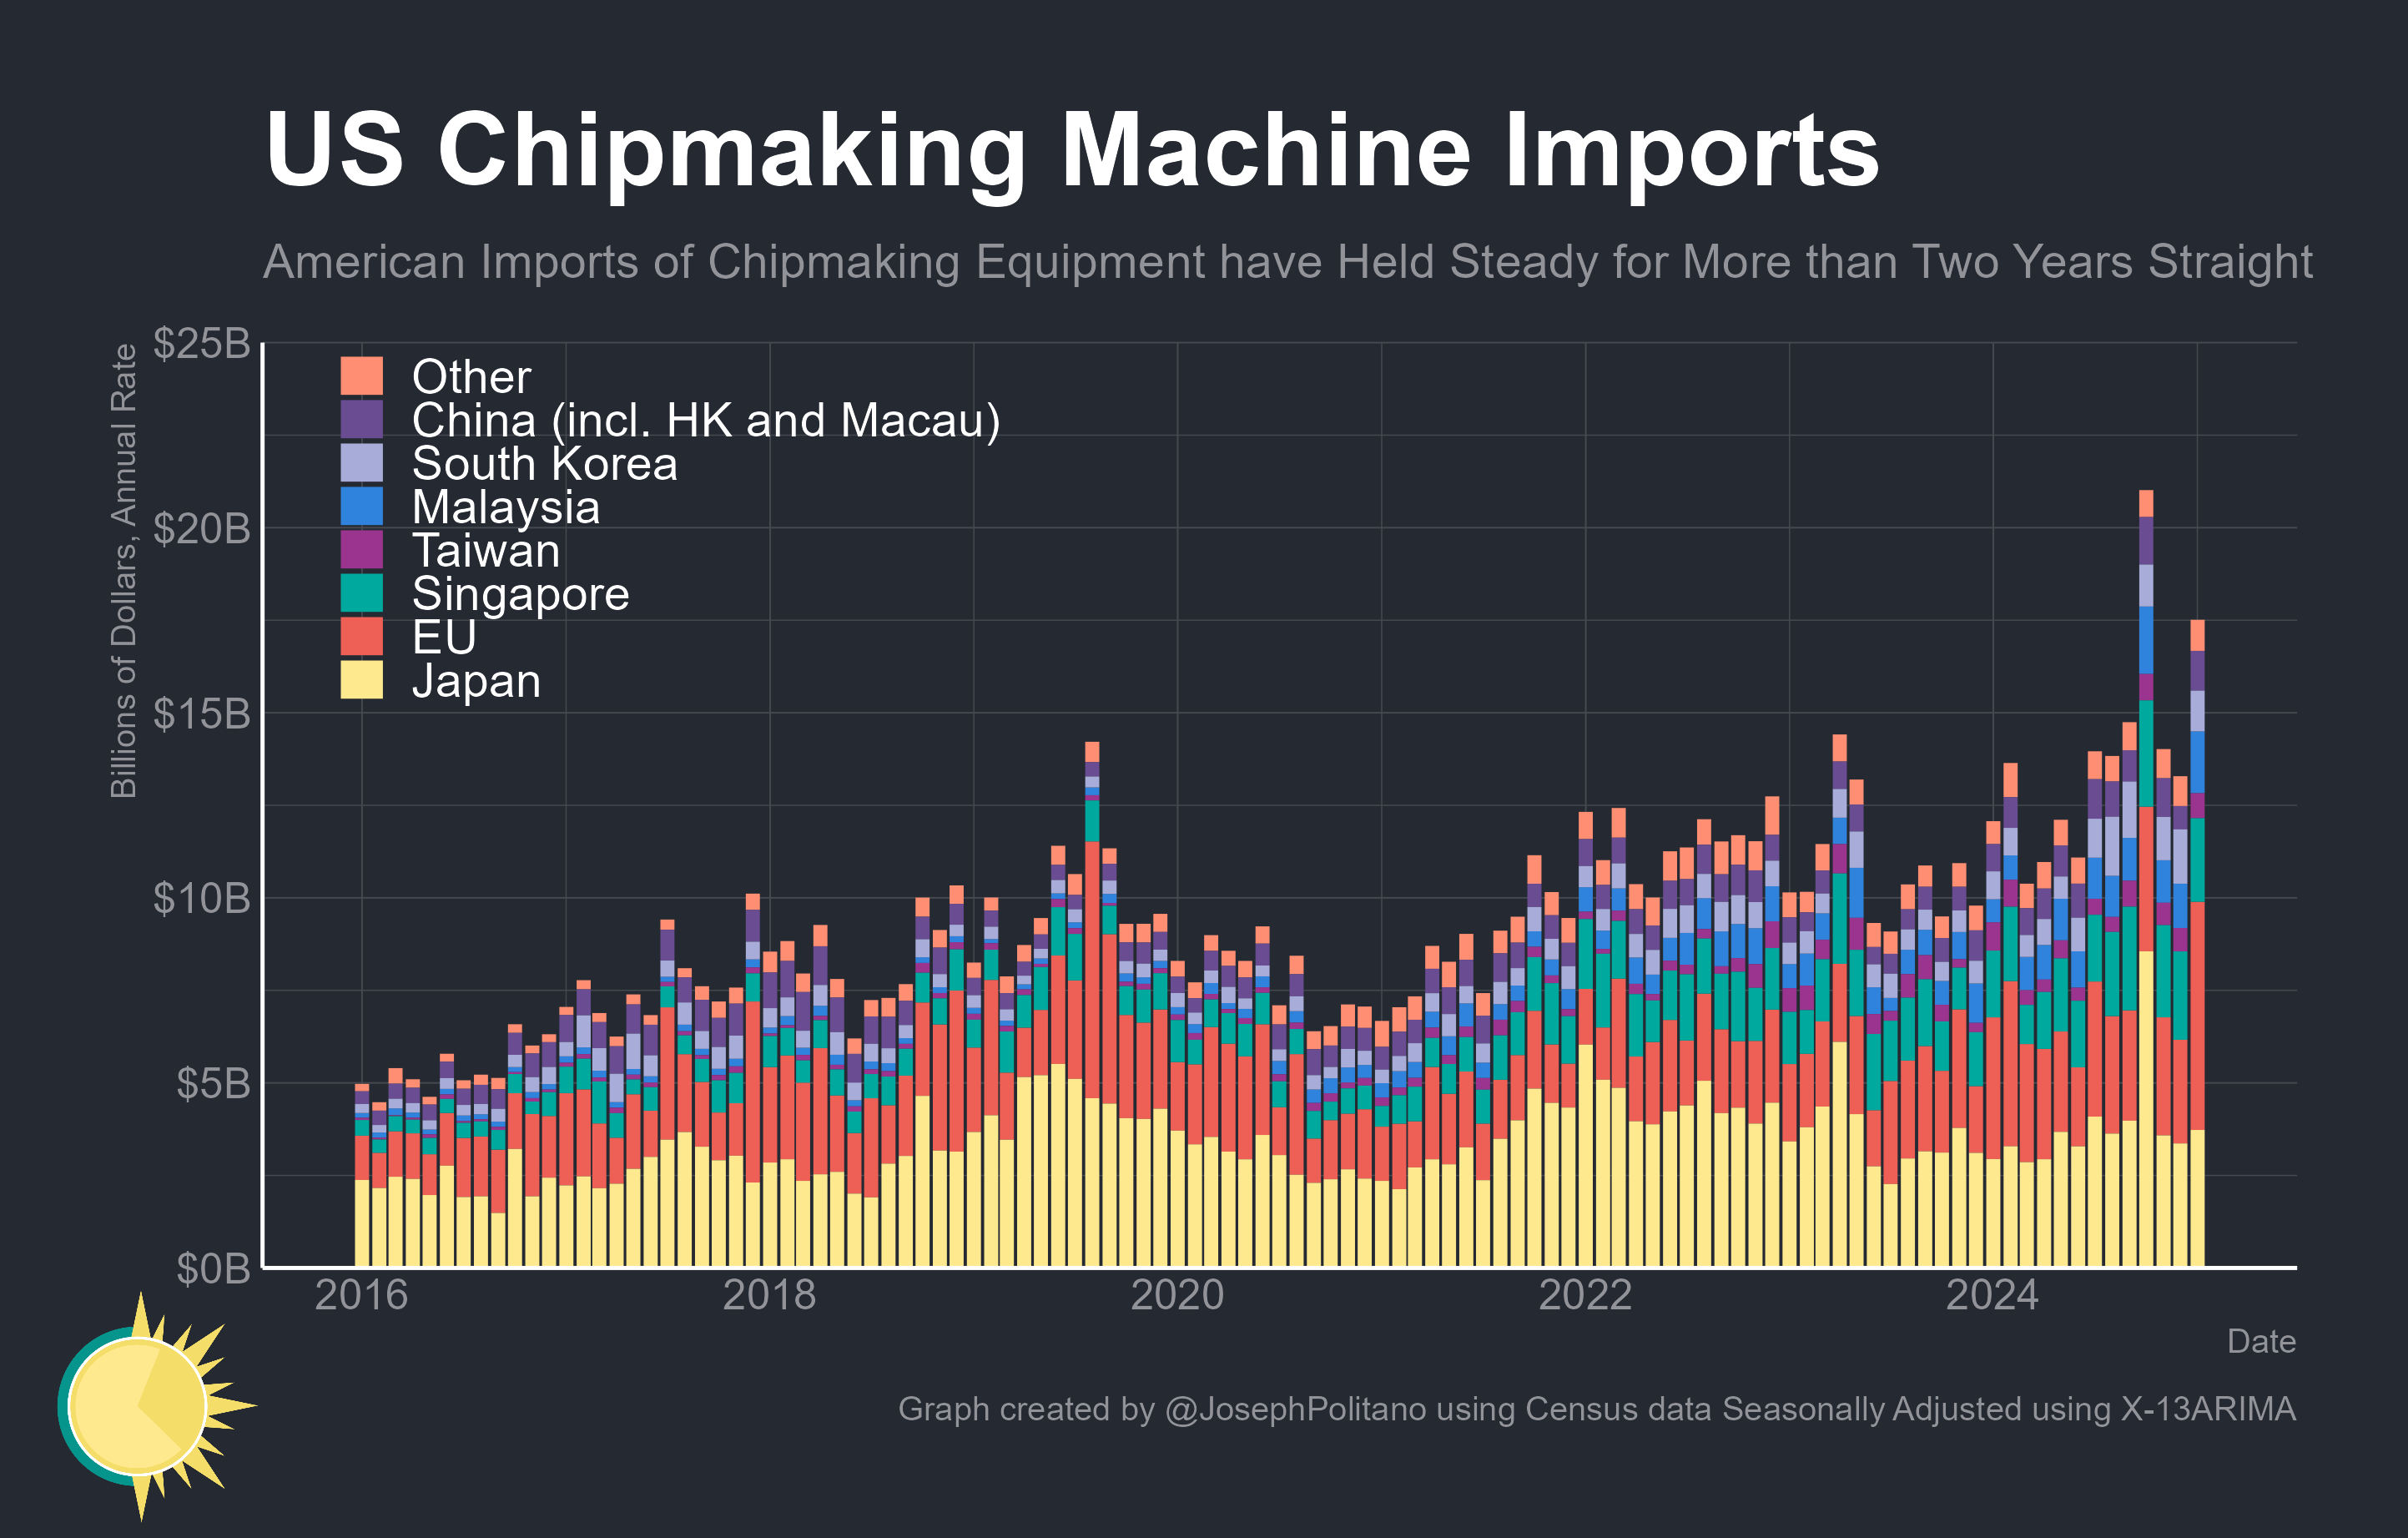 US Chipmaking Machine Imports
American Imports of Chipmaking Equipment have Held Steady for More than Two Years Straight
Billions of Dollars, Annual Rate
$25B
$20B
$15B
$10B
$5B
$0B
Other
China (incl. HK and Macau)
South Korea
Malaysia
Taiwan
Singapore
EU
Japan
2016
2018
2020
2022
2024
Date
Graph created by @JosephPolitano using Census data Seasonally Adjusted using X-13ARIMA